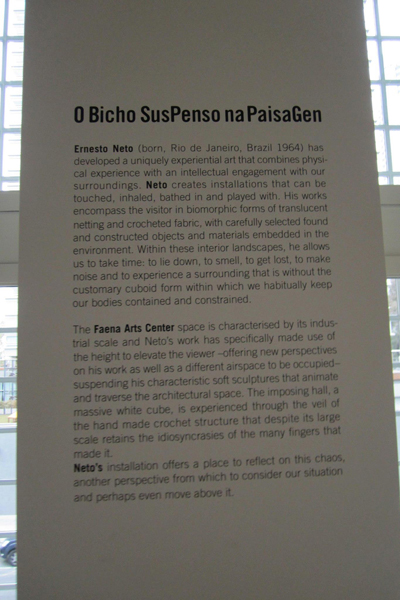 O Bicho SusPenso na PaisaGen
Ernesto Neto (born, Rio de Janeiro, Brazil 1964) has
developed a uniquely experiential art that combines physi-
cal experience with an intellectual engagement with our
surroundings. Neto creates installations that can be
touched, inhaled, bathed in and played with. His works
encompass the visitor in biomorphic forms of translucent
netting and crocheted fabric, with carefully selected found
and constructed objects and materials embedded in the
environment. Within these interior landscapes, he allows
us to take time: to lie down, to smell, to get lost, to make
noise and to experience a surrounding that is without the
customary cuboid form within which we habitually keep
our bodies contained and constrained.
The Faena Arts Center space is characterised by its indus-
trial scale and Neto's work has specifically made use of
the height to elevate the viewer –offering new perspectives
on his work as well as a different airspace to be occupied–
suspending his characteristic soft sculptures that animate
and traverse the architectural space. The imposing hall, a
massive white cube, is experienced through the veil of
the hand made crochet structure that despite its large
scale retains the idiosyncrasies of the many fingers that
made it.
Neto's installation offers a place to reflect on this chaos,
another perspective from which to consider our situation
and perhaps even move above it.